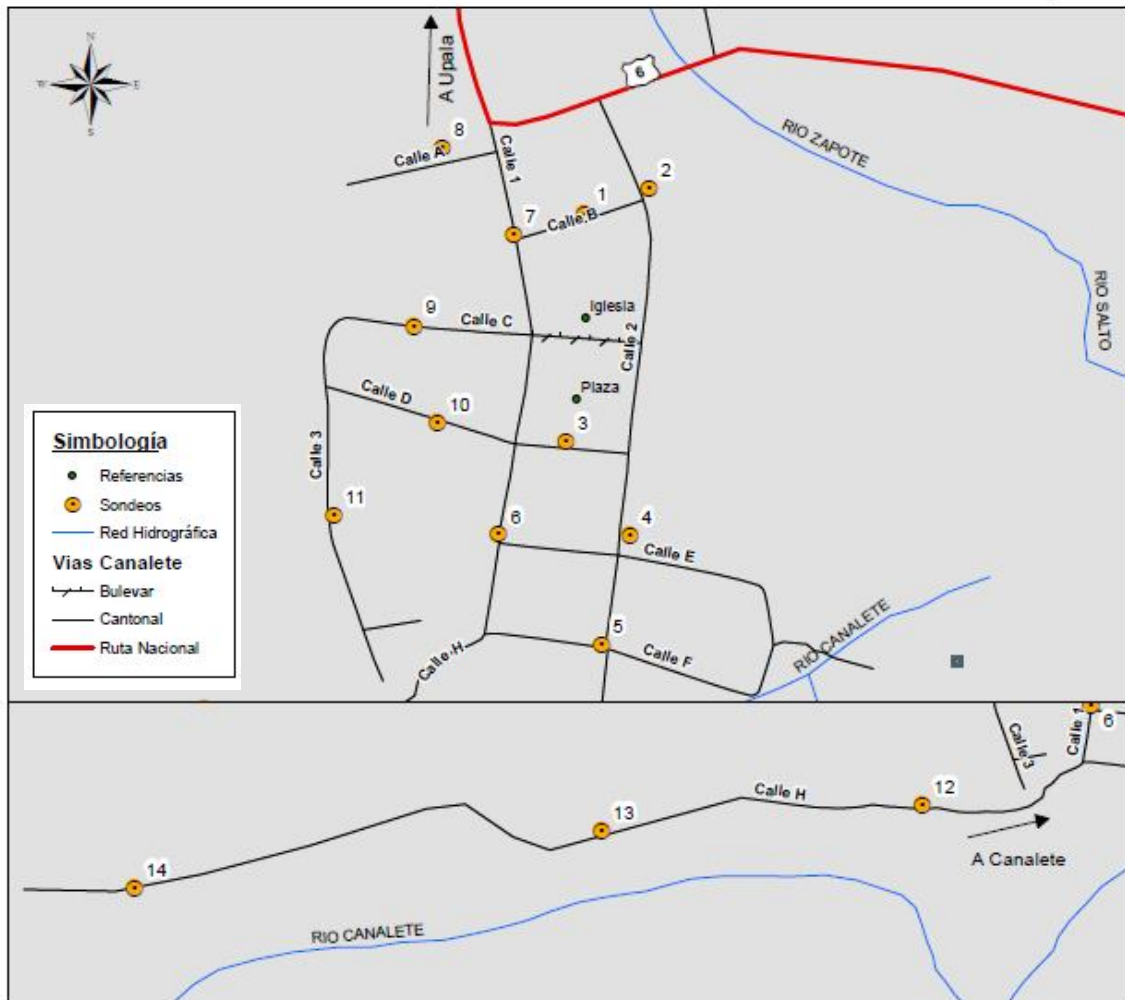 N
W
E
S
A Upala
6
8
Calle A
Calle 1
2
RIO ZAPOTE
1
7
Calle B
RIO SALTO
Iglesia
9
Calle C
Calle 2
Plaza
Calle D
10
3
Calle 3
11
6
4
Calle E
5
Calle H
Calle F
RIO CANALETE
Simbología
Referencias
Sondeos
Red Hidrográfica
Vias Canalete
Bulevar
Cantonal
Ruta Nacional
Calle 1
6
Calle 3
Calle H
12
13
A Canalete
14
RIO CANALETE